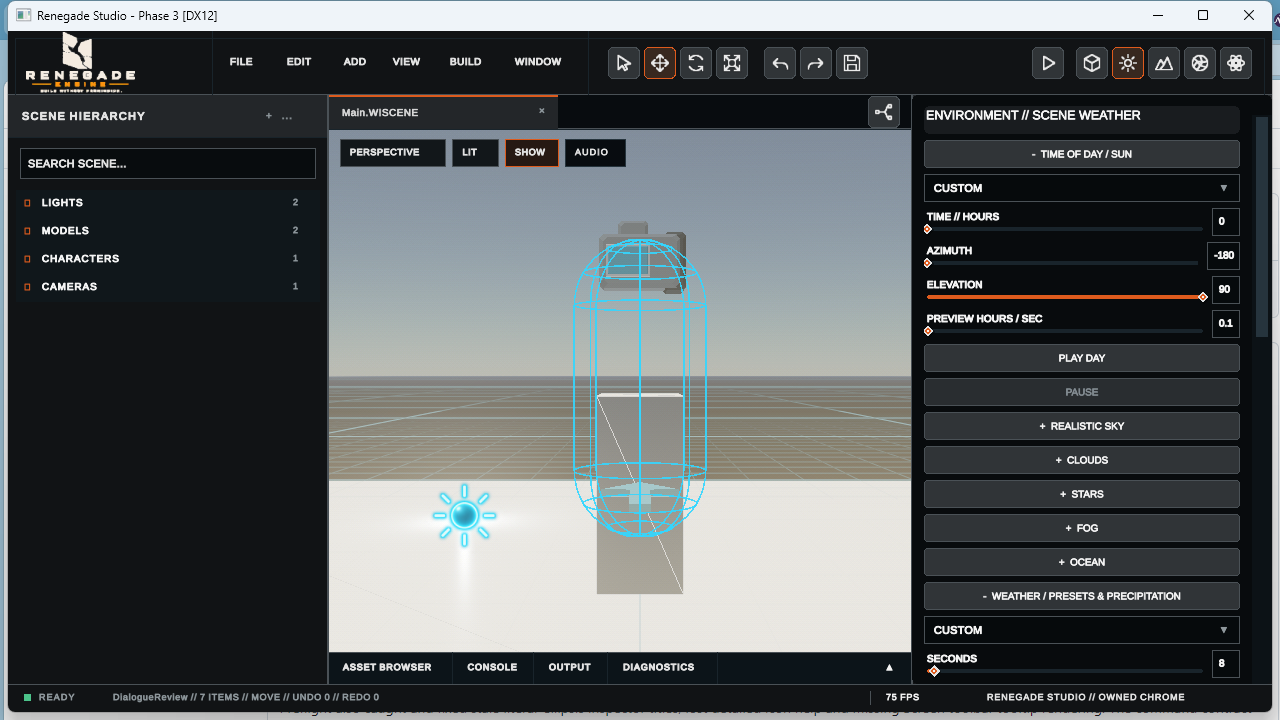 Renegade Studio - Phase 3 [DX12]
RENEGADE
ENGINE
BUILD WITHOUT PERMISSION.
FILE EDIT ADD VIEW BUILD WINDOW
SCENE HIERARCHY + ...
SEARCH SCENE...
LIGHTS 2
MODELS 2
CHARACTERS 1
CAMERAS 1
Main.WISCENE ×
PERSPECTIVE LIT SHOW AUDIO
ENVIRONMENT // SCENE WEATHER
- TIME OF DAY / SUN
CUSTOM
TIME // HOURS 0
AZIMUTH -180
ELEVATION 90
PREVIEW HOURS / SEC 0.1
PLAY DAY
PAUSE
+ REALISTIC SKY
+ CLOUDS
+ STARS
+ FOG
+ OCEAN
- WEATHER / PRESETS & PRECIPITATION
CUSTOM
SECONDS 8
ASSET BROWSER CONSOLE OUTPUT DIAGNOSTICS
READY DialogueReview // 7 ITEMS // MOVE // UNDO 0 // REDO 0 75 FPS RENEGADE STUDIO // OWNED CHROME